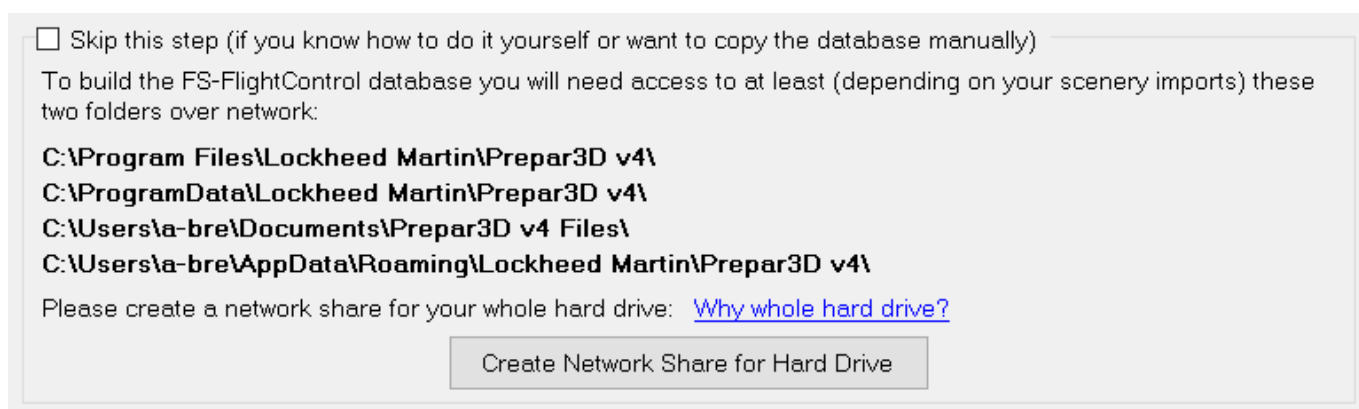 Skip this step (if you know how to do it yourself or want to copy the database manually)
To build the FS-FlightControl database you will need access to at least (depending on your scenery imports) these
two folders over network:
C:\Program Files\Lockheed Martin\Prepar3D v4\
C:\ProgramData\Lockheed Martin\Prepar3D v4\
C:\Users\a-bre\Documents\Prepar3D v4 Files\
C:\Users\a-bre\AppData\Roaming\Lockheed Martin\Prepar3D v4\
Please create a network share for your whole hard drive: Why whole hard drive?
Create Network Share for Hard Drive